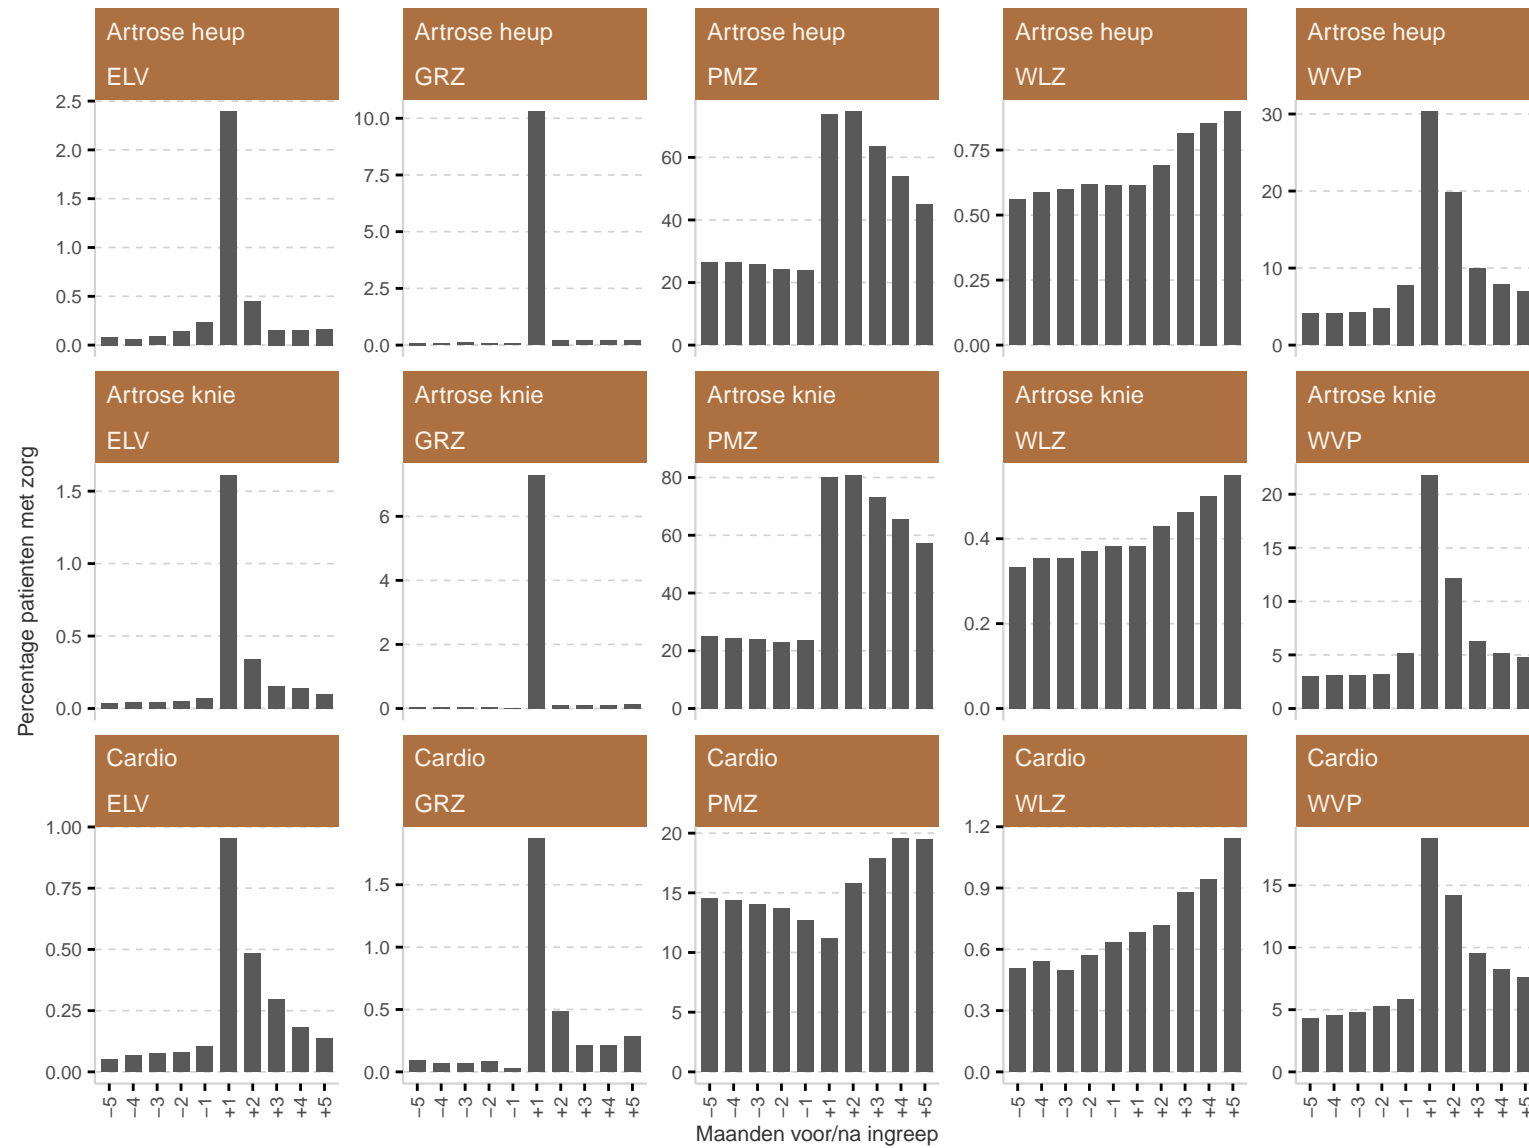 Artrose heup
ELV
Artrose heup
GRZ
Artrose heup
PMZ
Artrose heup
WLZ
Artrose heup
WVP
2.5
2.0
1.5
1.0
0.5
0.0
10.0
7.5
5.0
2.5
0.0
60
40
20
0
0.75
0.50
0.25
0.00
30
20
10
0
Artrose knie
ELV
Artrose knie
GRZ
Artrose knie
PMZ
Artrose knie
WLZ
Artrose knie
WVP
1.5
1.0
0.5
0.0
6
4
2
0
80
60
40
20
0
0.4
0.2
0.0
20
15
10
5
0
Percentage patienten met zorg
Cardio
ELV
Cardio
GRZ
Cardio
PMZ
Cardio
WLZ
Cardio
WVP
1.00
0.75
0.50
0.25
0.00
1.5
1.0
0.5
0.0
20
15
10
5
0
1.2
0.9
0.6
0.3
0.0
15
10
5
0
−5 −4 −3 −2 −1 +1 +2 +3 +4 +5
−5 −4 −3 −2 −1 +1 +2 +3 +4 +5
−5 −4 −3 −2 −1 +1 +2 +3 +4 +5
−5 −4 −3 −2 −1 +1 +2 +3 +4 +5
−5 −4 −3 −2 −1 +1 +2 +3 +4 +5
Maanden voor/na ingreep